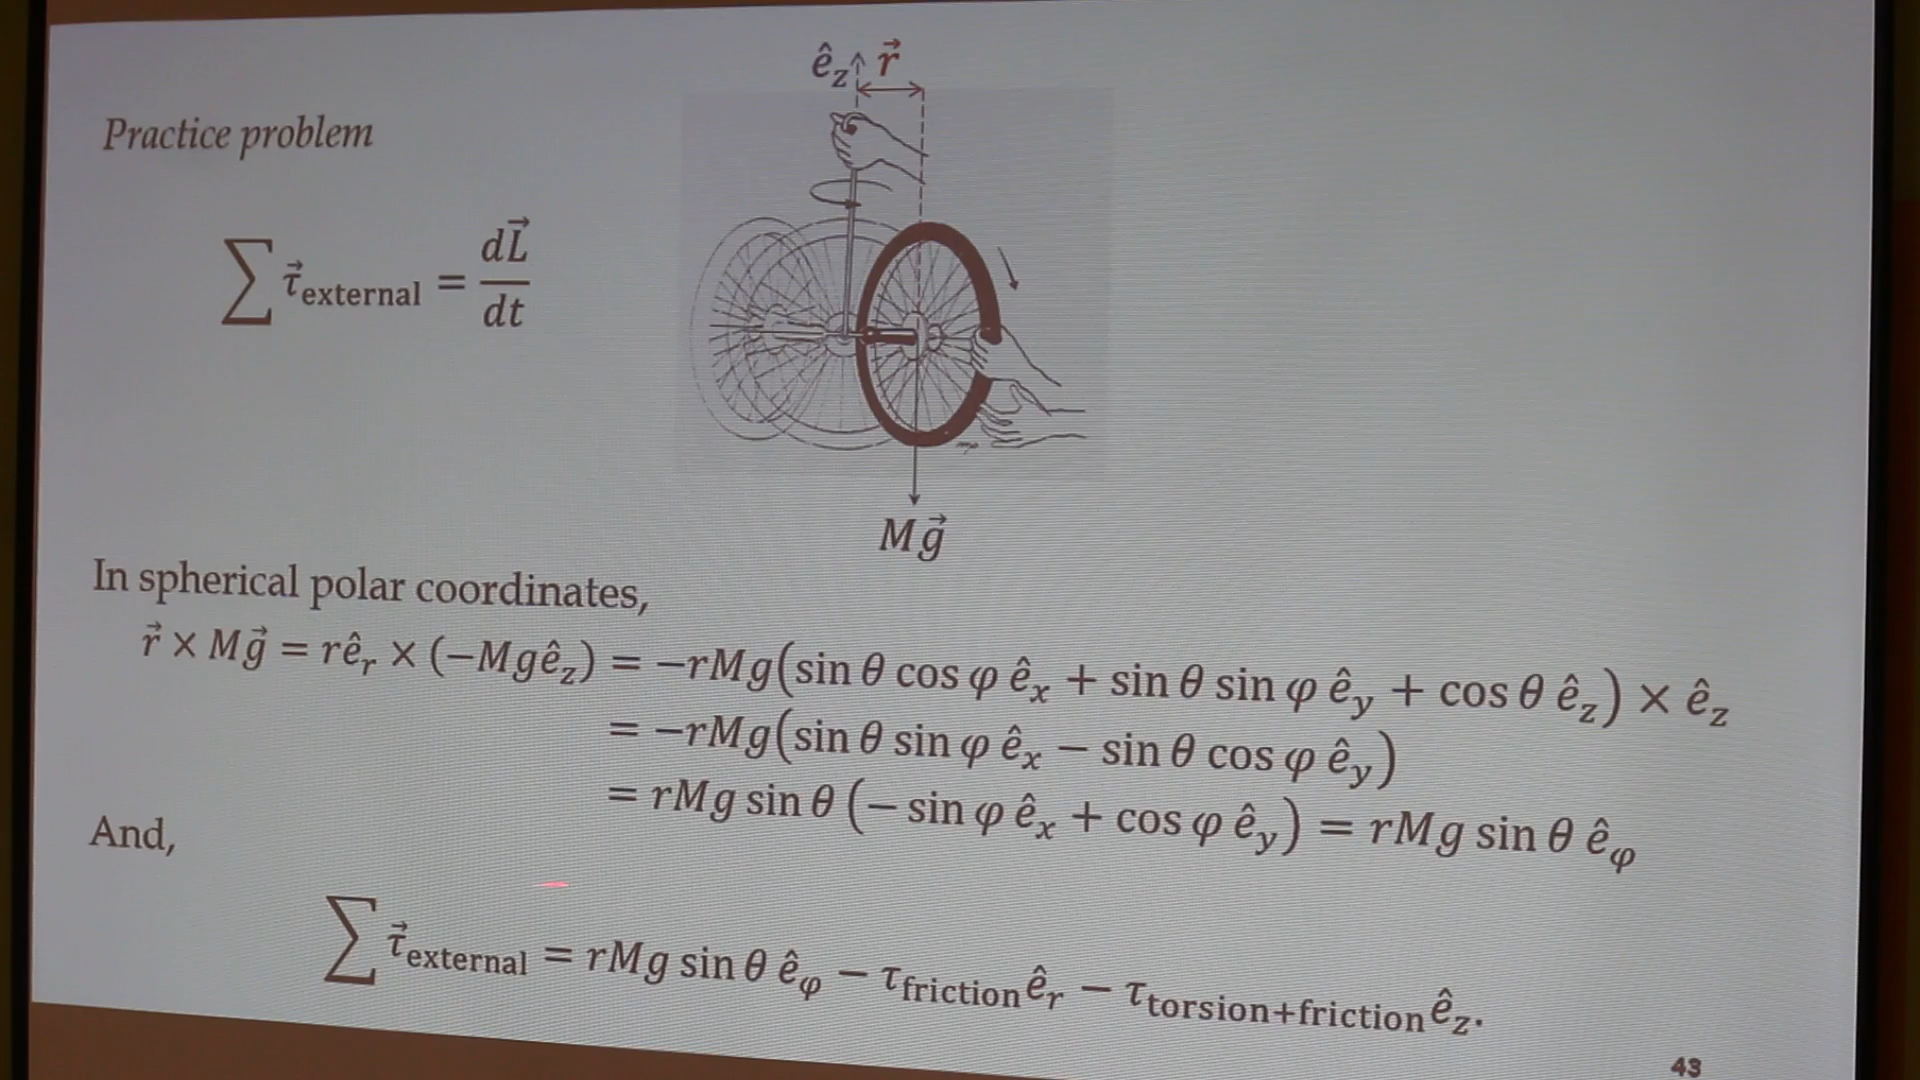 ê_z r⃗
Practice problem
∑ τ⃗_external = dL⃗/dt
Mg⃗
In spherical polar coordinates,
r⃗ × Mg⃗ = rê_r × (−Mgê_z) = −rMg(sin θ cos φ ê_x + sin θ sin φ ê_y + cos θ ê_z) × ê_z
= −rMg(sin θ sin φ ê_x − sin θ cos φ ê_y)
= rMg sin θ (− sin φ ê_x + cos φ ê_y) = rMg sin θ ê_φ
And,
∑ τ⃗_external = rMg sin θ ê_φ − τ_friction ê_r − τ_torsion+friction ê_z.
43